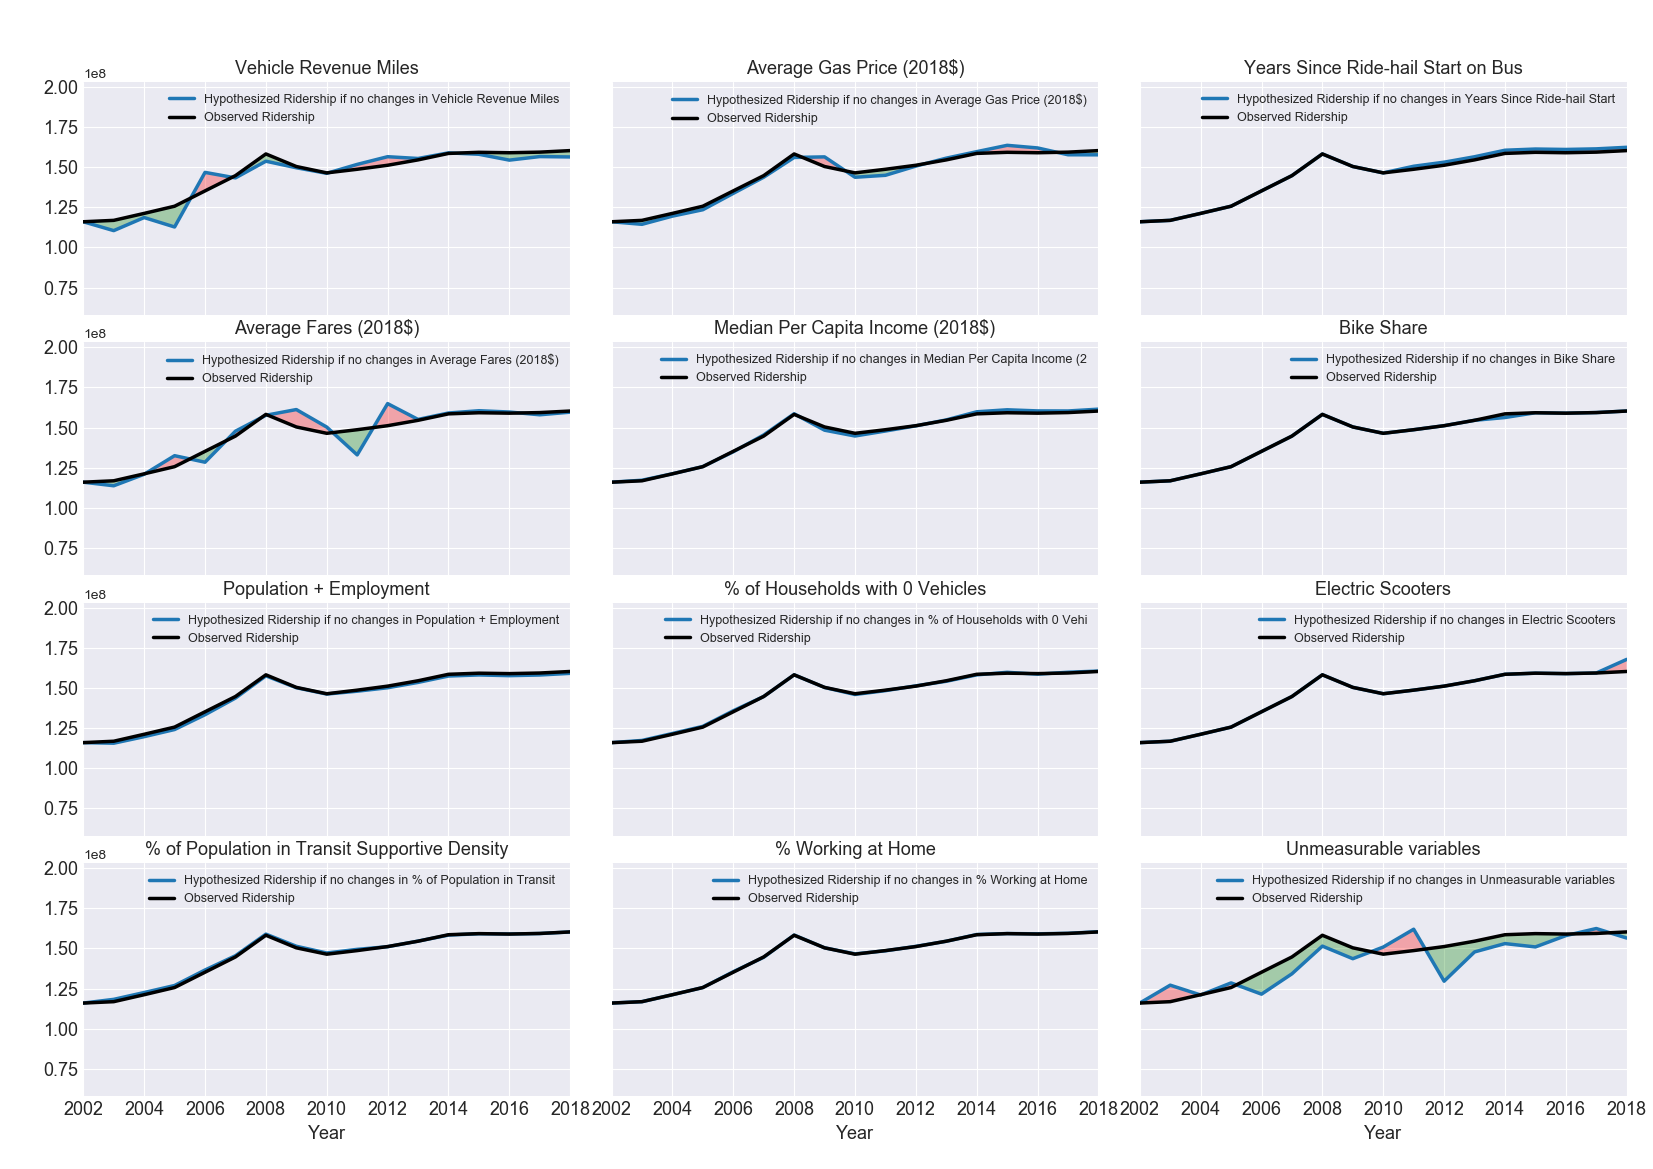 Vehicle Revenue Miles
1e8
Hypothesized Ridership if no changes in Vehicle Revenue Miles
Observed Ridership
2.00
1.75
1.50
1.25
1.00
0.75
Average Gas Price (2018$)
Hypothesized Ridership if no changes in Average Gas Price (2018$)
Observed Ridership
Years Since Ride-hail Start on Bus
Hypothesized Ridership if no changes in Years Since Ride-hail Start
Observed Ridership
Average Fares (2018$)
1e8
Hypothesized Ridership if no changes in Average Fares (2018$)
Observed Ridership
2.00
1.75
1.50
1.25
1.00
0.75
Median Per Capita Income (2018$)
Hypothesized Ridership if no changes in Median Per Capita Income (2
Observed Ridership
Bike Share
Hypothesized Ridership if no changes in Bike Share
Observed Ridership
Population + Employment
1e8
Hypothesized Ridership if no changes in Population + Employment
Observed Ridership
2.00
1.75
1.50
1.25
1.00
0.75
% of Households with 0 Vehicles
Hypothesized Ridership if no changes in % of Households with 0 Vehi
Observed Ridership
Electric Scooters
Hypothesized Ridership if no changes in Electric Scooters
Observed Ridership
% of Population in Transit Supportive Density
1e8
Hypothesized Ridership if no changes in % of Population in Transit
Observed Ridership
2.00
1.75
1.50
1.25
1.00
0.75
2002 2004 2006 2008 2010 2012 2014 2016 2018
Year
% Working at Home
Hypothesized Ridership if no changes in % Working at Home
Observed Ridership
2002 2004 2006 2008 2010 2012 2014 2016 2018
Year
Unmeasurable variables
Hypothesized Ridership if no changes in Unmeasurable variables
Observed Ridership
2002 2004 2006 2008 2010 2012 2014 2016 2018
Year